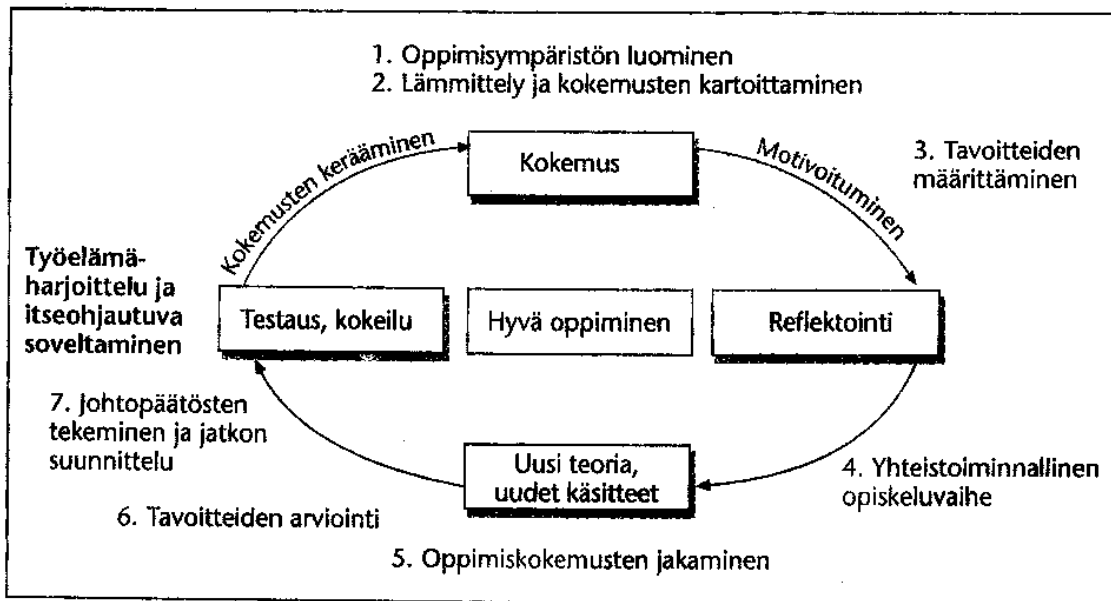 1. Oppimisympäristön luominen
2. Lämmittely ja kokemusten kartoittaminen
Kokemusten kerääminen
Kokemus
Motivoituminen
3. Tavoitteiden
määrittäminen
Työelämä-
harjoittelu ja
itseohjautuva
soveltaminen
Testaus, kokeilu
Hyvä oppiminen
Reflektointi
7. Johtopäätösten
tekeminen ja jatkon
suunnittelu
Uusi teoria,
uudet käsitteet
4. Yhteistoiminnallinen
opiskeluvaihe
6. Tavoitteiden arviointi
5. Oppimiskokemusten jakaminen